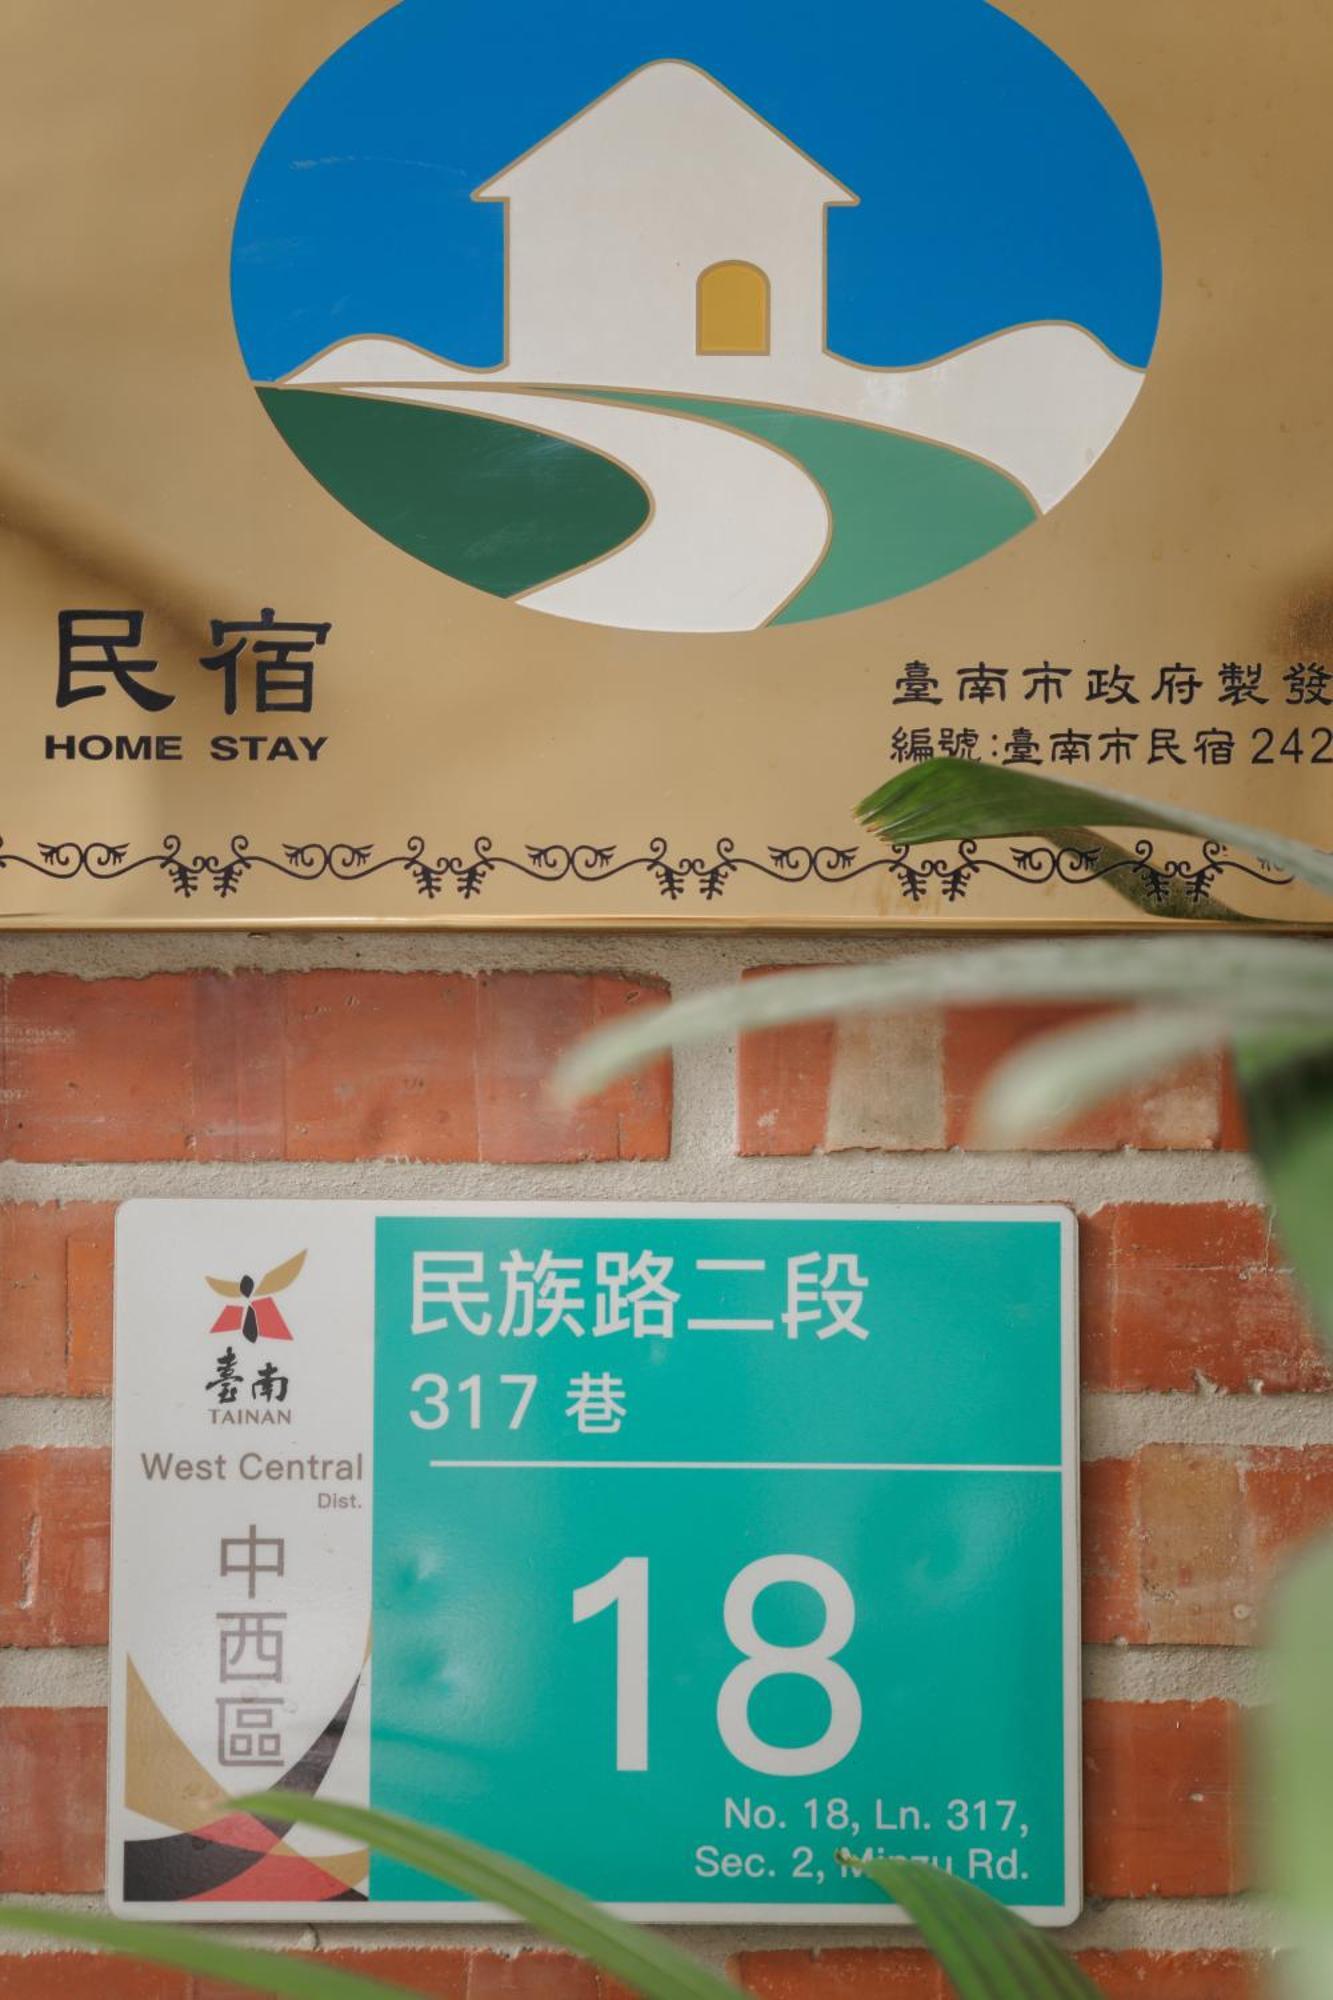 民宿
HOME STAY
臺南市政府製發
編號:臺南市民宿242
臺南
TAINAN
West Central
Dist.
中西區
民族路二段
317 巷
18
No. 18, Ln. 317,
Sec. 2, Minzu Rd.